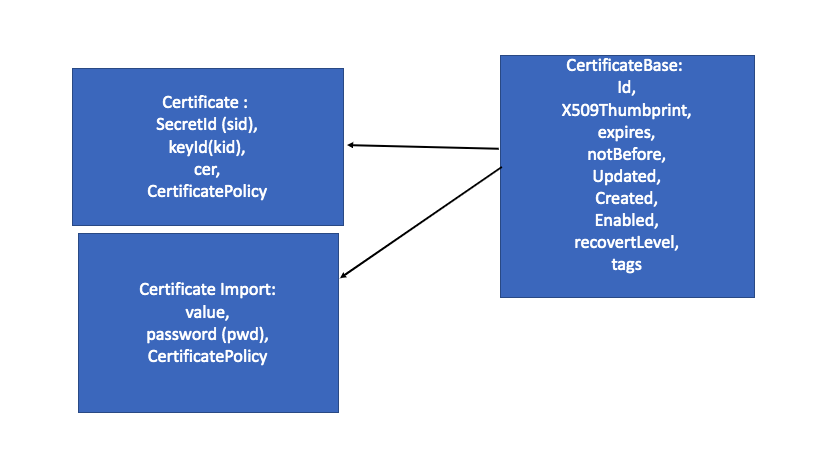 Certificate :
SecretId (sid),
keyId(kid),
cer,
CertificatePolicy
Certificate Import:
value,
password (pwd),
CertificatePolicy
CertificateBase:
Id,
X509Thumbprint,
expires,
notBefore,
Updated,
Created,
Enabled,
recovertLevel,
tags